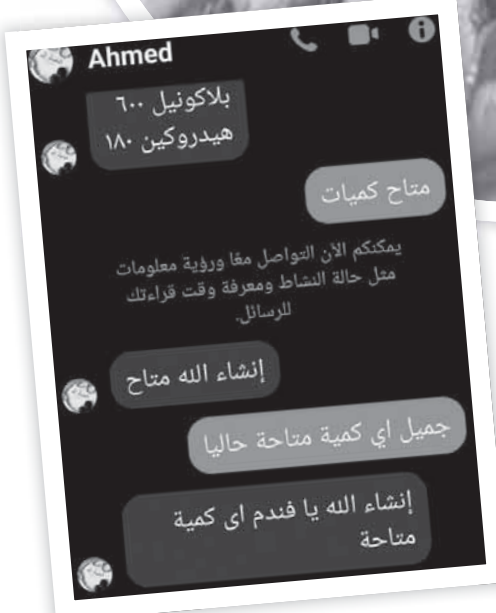 Ahmed
بلاكونيل ٦٠٠
هيدروكين ١٨٠
متاح كميات
يمكنكم الآن التواصل معًا ورؤية معلومات
مثل حالة النشاط ومعرفة وقت قراءتك
للرسائل.
إنشاء الله متاح
جميل اي كمية متاحة حاليا
إنشاء الله يا فندم اى كمية
متاحة